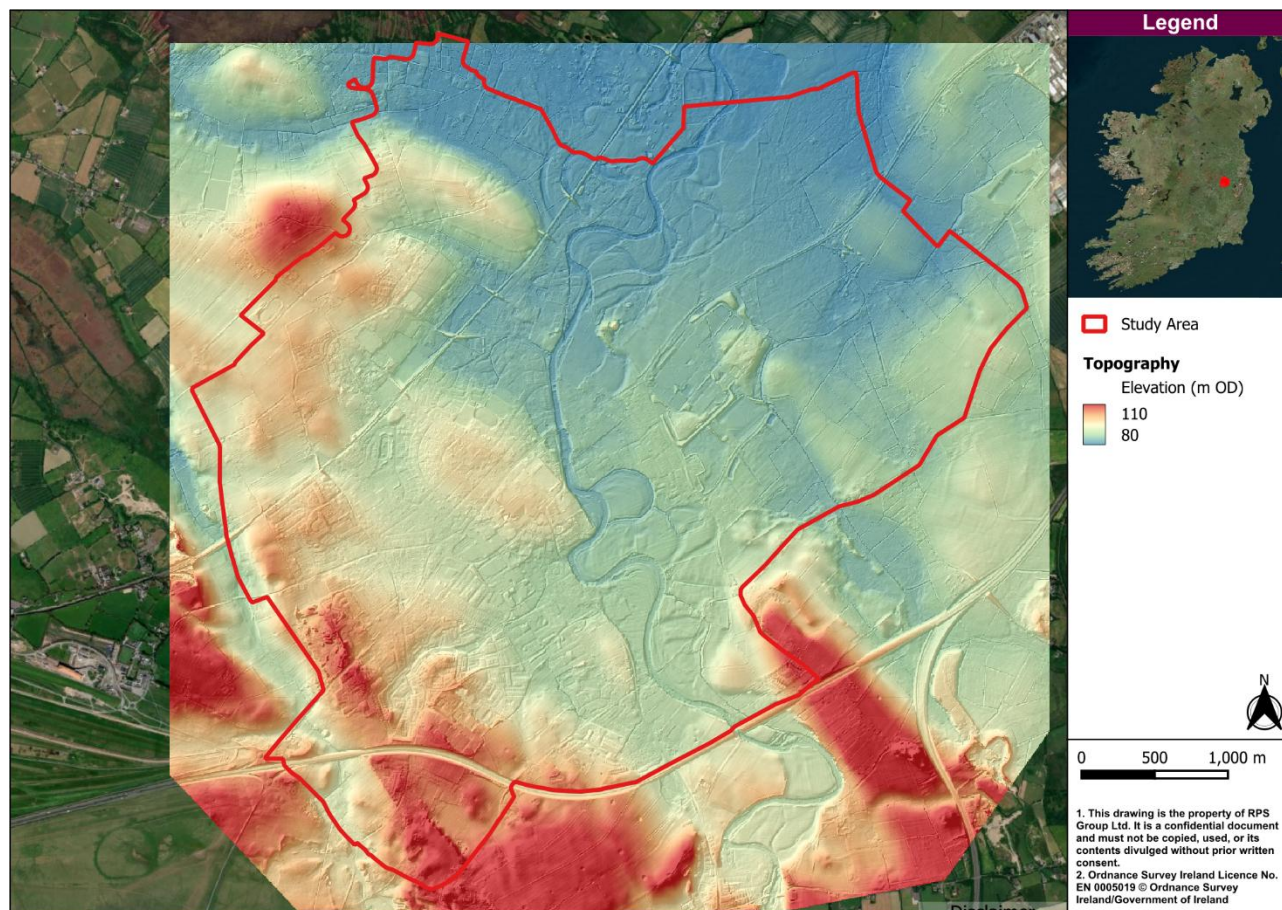 Legend
Study Area
Topography
Elevation (m OD)
110
80
N
0 500 1,000 m
1. This drawing is the property of RPS
Group Ltd. It is a confidential document
and must not be copied, used, or its
contents divulged without prior written
consent.
2. Ordnance Survey Ireland Licence No.
EN 0005019 © Ordnance Survey
Ireland/Government of Ireland
Disclaimer